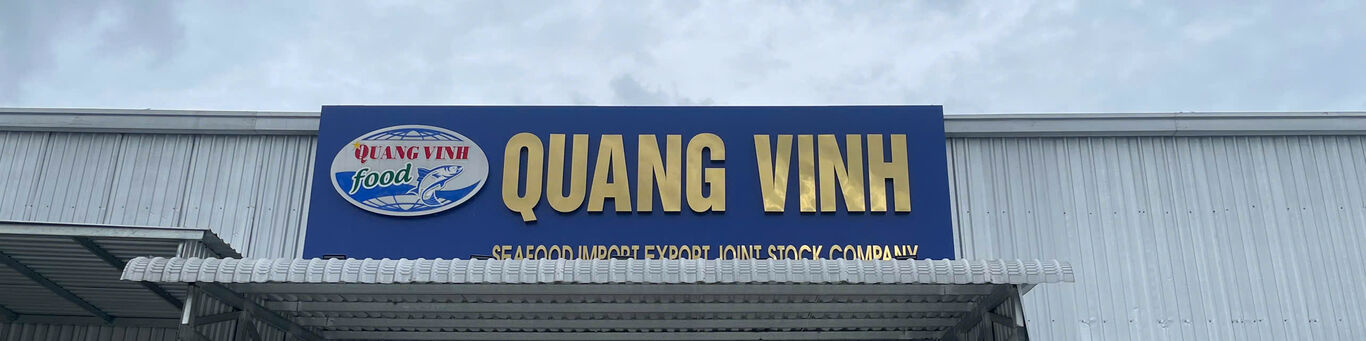 QUANG VINH
food
QUANG VINH
SEAFOOD IMPORT EXPORT JOINT STOCK COMPANY